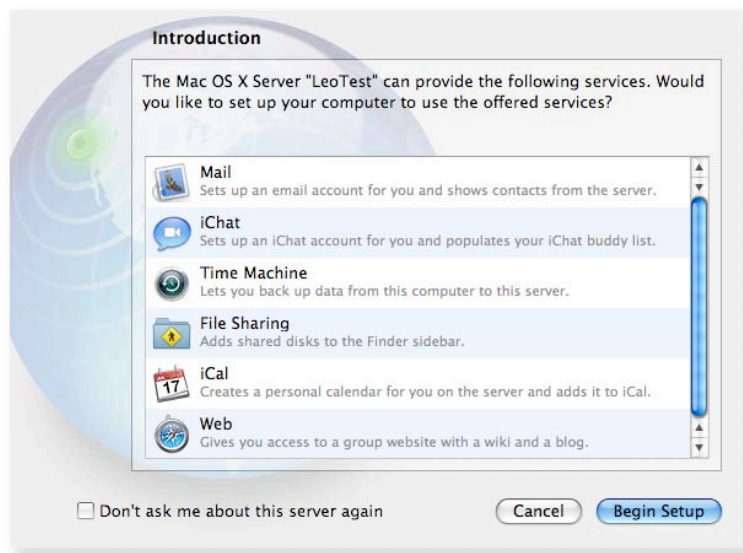 Introduction
The Mac OS X Server "LeoTest" can provide the following services. Would
you like to set up your computer to use the offered services?
Mail
Sets up an email account for you and shows contacts from the server.
iChat
Sets up an iChat account for you and populates your iChat buddy list.
Time Machine
Lets you back up data from this computer to this server.
File Sharing
Adds shared disks to the Finder sidebar.
17
iCal
Creates a personal calendar for you on the server and adds it to iCal.
Web
Gives you access to a group website with a wiki and a blog.
Don't ask me about this server again
Cancel
Begin Setup